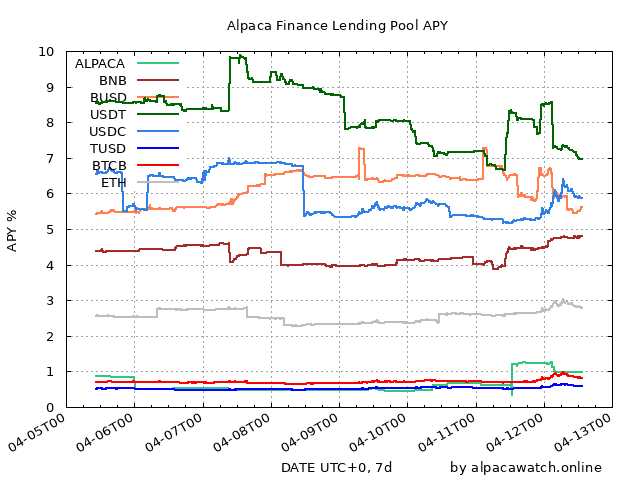 Alpaca Finance Lending Pool APY
10
9
8
7
6
5
4
3
2
1
0
APY %
ALPACA
BNB
BUSD
USDT
USDC
TUSD
BTCB
ETH
04-05T00
04-06T00
04-07T00
04-08T00
04-09T00
04-10T00
04-11T00
04-12T00
04-13T00
DATE UTC+0, 7d
by alpacawatch.online